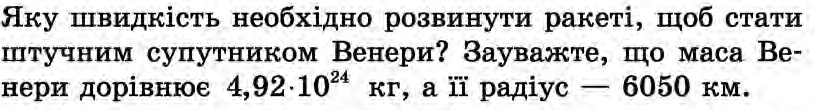 Яку швидкість необхідно розвинути ракеті, щоб стати
штучним супутником Венери? Зауважте, що маса Ве-
нери дорівнює 4,92·10²⁴ кг, а її радіус — 6050 км.